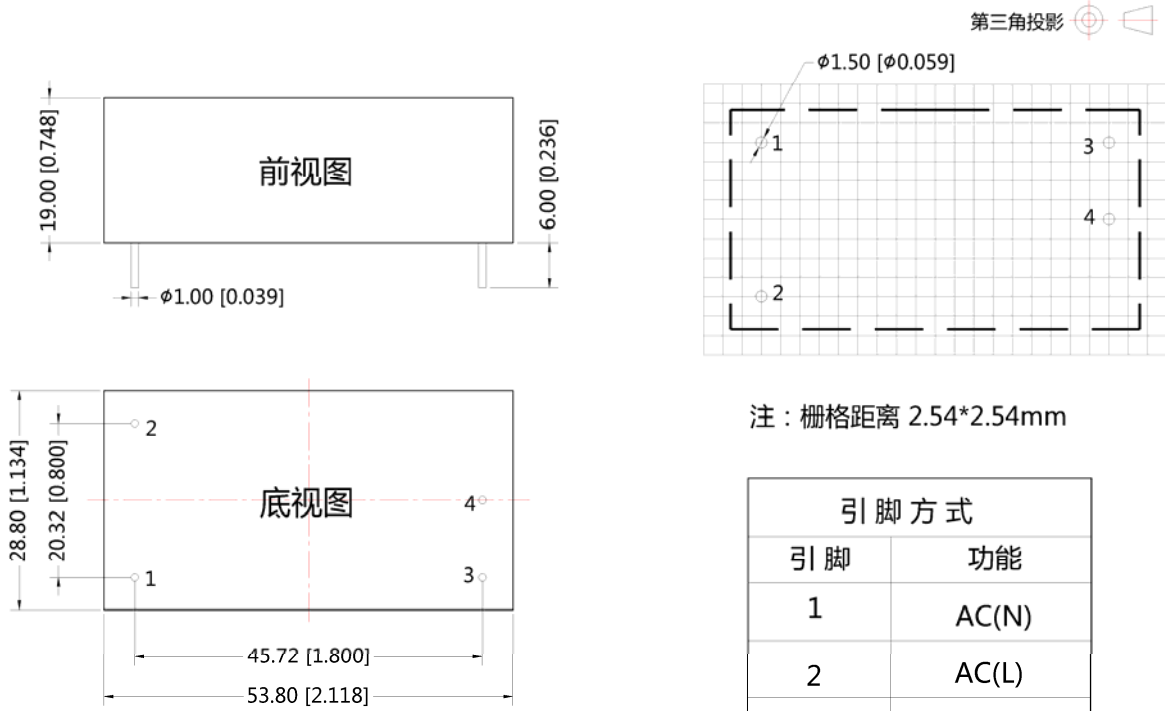 第三角投影
ϕ1.50 [ϕ0.059]
19.00 [0.748]
前视图
6.00 [0.236]
ϕ1.00 [0.039]
1
3
4
2
28.80 [1.134]
20.32 [0.800]
2
底视图
4
1
3
45.72 [1.800]
53.80 [2.118]
注：栅格距离 2.54*2.54mm
引脚方式
引脚 功能
1 AC(N)
2 AC(L)